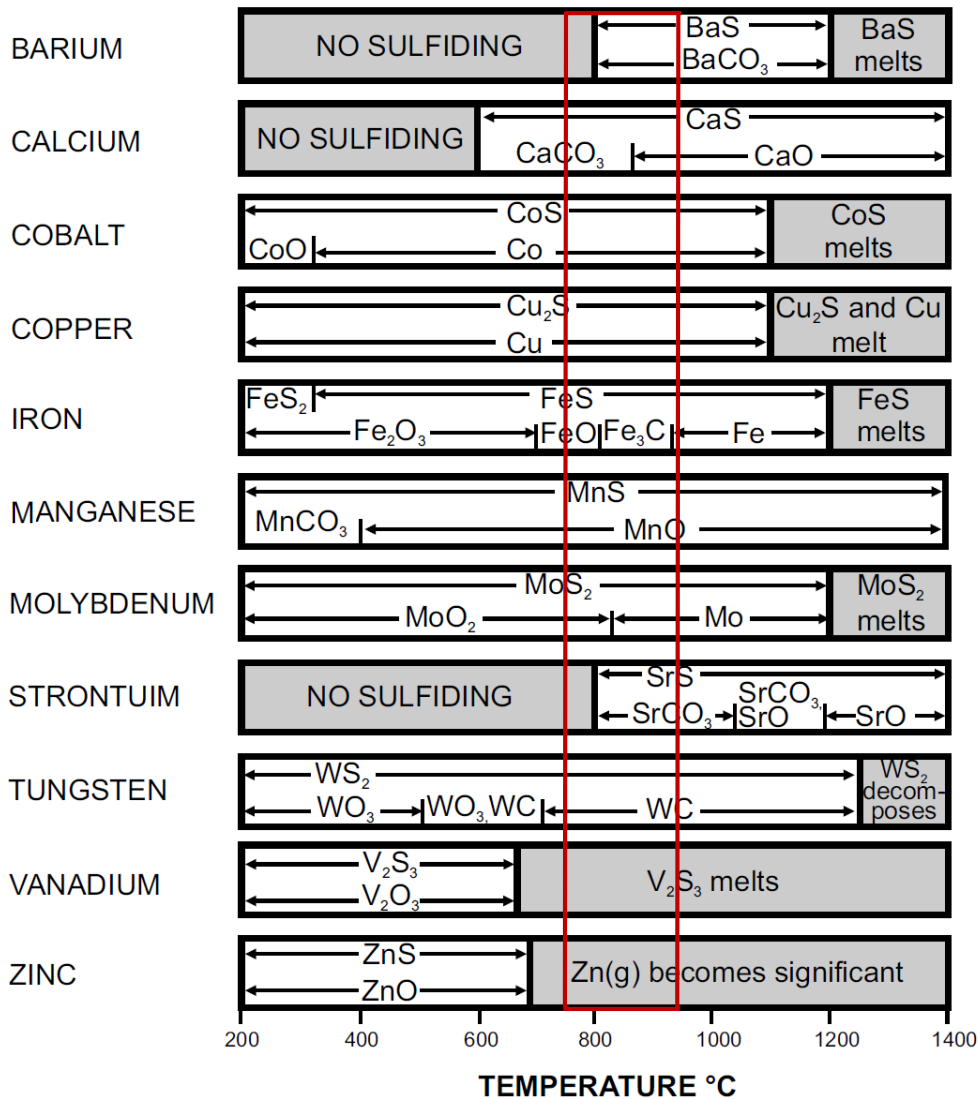 BARIUM
NO SULFIDING
BaS
BaCO₃
BaS
melts
CALCIUM
NO SULFIDING
CaS
CaCO₃
CaO
COBALT
CoS
CoO
Co
CoS
melts
COPPER
Cu₂S
Cu
Cu₂S and Cu
melt
IRON
FeS₂
FeS
Fe₂O₃
FeO
Fe₃C
Fe
FeS
melts
MANGANESE
MnS
MnCO₃
MnO
MOLYBDENUM
MoS₂
MoO₂
Mo
MoS₂
melts
STRONTUIM
NO SULFIDING
SrS
SrCO₃
SrCO₃,
SrO
SrO
TUNGSTEN
WS₂
WO₃
WO₃,WC
WC
WS₂
decom-
poses
VANADIUM
V₂S₃
V₂O₃
V₂S₃ melts
ZINC
ZnS
ZnO
Zn(g) becomes significant
200 400 600 800 1000 1200 1400
TEMPERATURE °C